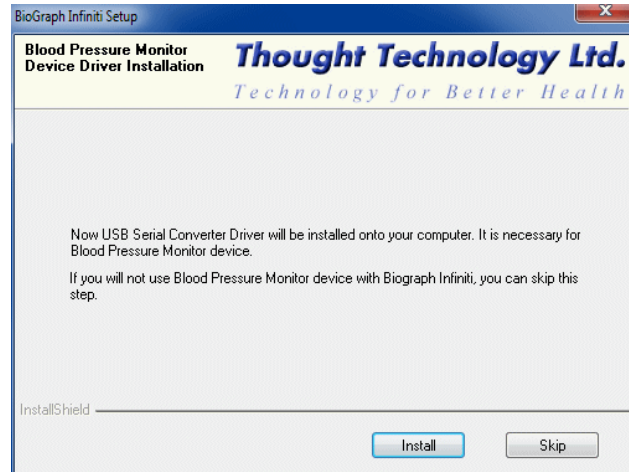 BioGraph Infiniti Setup
Blood Pressure Monitor
Device Driver Installation
Thought Technology Ltd.
Technology for Better Health
Now USB Serial Converter Driver will be installed onto your computer. It is necessary for
Blood Pressure Monitor device.
If you will not use Blood Pressure Monitor device with Biograph Infiniti, you can skip this
step.
InstallShield
Install
Skip